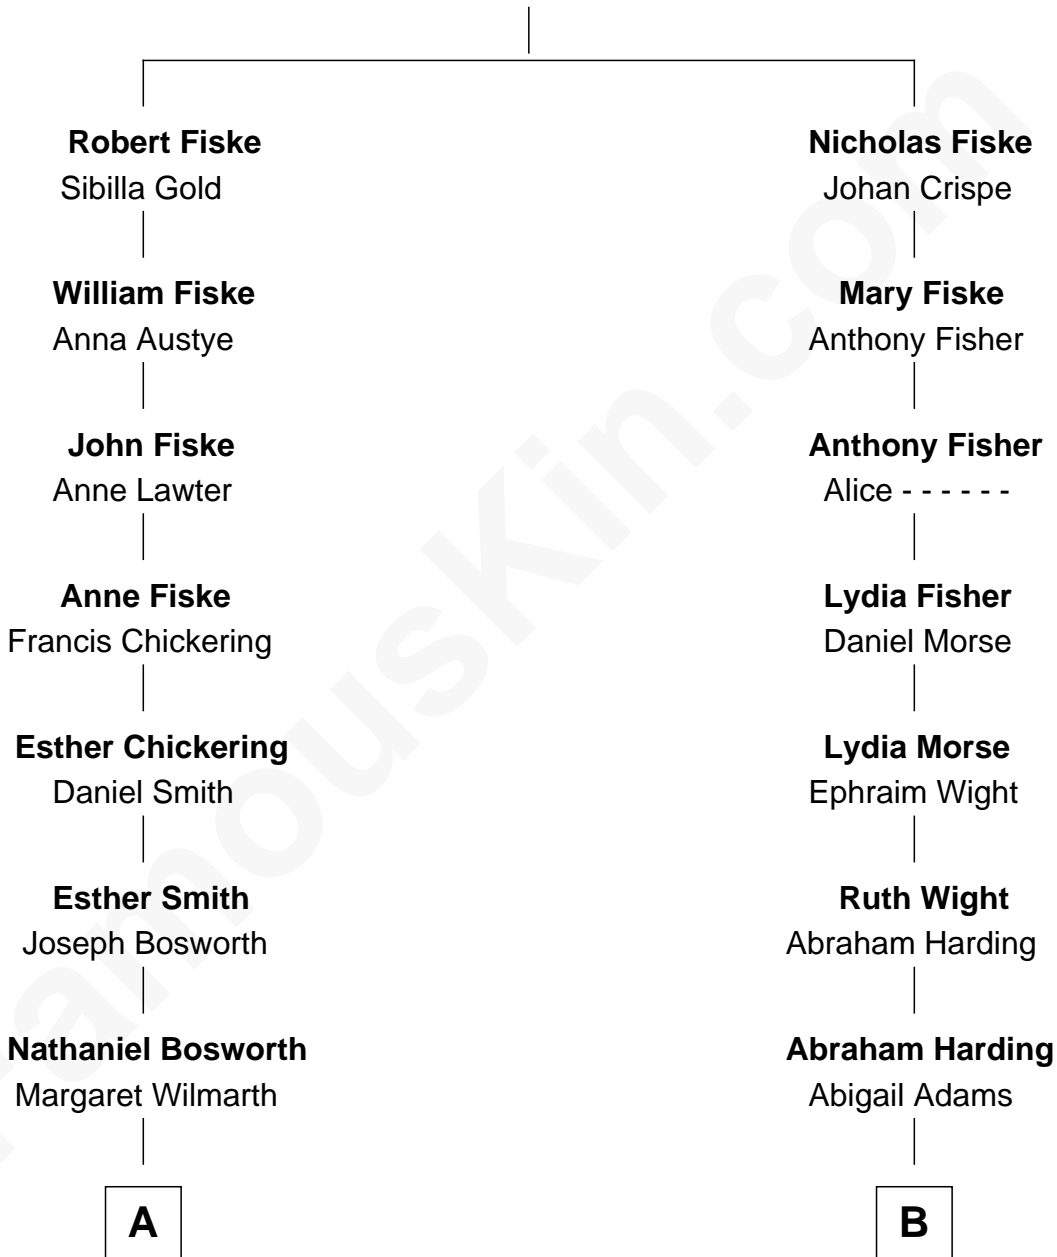 Robert Fiske
Sibilla Gold
William Fiske
Anna Austye
John Fiske
Anne Lawter
Anne Fiske
Francis Chickering
Esther Chickering
Daniel Smith
Esther Smith
Joseph Bosworth
Nathaniel Bosworth
Margaret Wilmarth
A
Nicholas Fiske
Johan Crispe
Mary Fiske
Anthony Fisher
Anthony Fisher
Alice - - - - - -
Lydia Fisher
Daniel Morse
Lydia Morse
Ephraim Wight
Ruth Wight
Abraham Harding
Abraham Harding
Abigail Adams
B
FamousKin.com